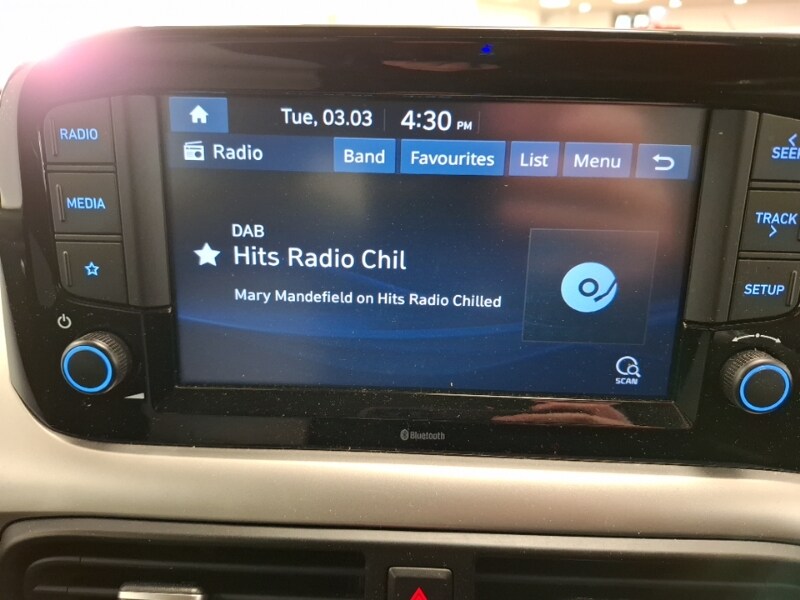 RADIO
MEDIA
Tue, 03.03 4:30 PM
Radio Band Favourites List Menu
DAB
Hits Radio Chil
Mary Mandefield on Hits Radio Chilled
SCAN
Bluetooth
< SEEK
TRACK >
SETUP